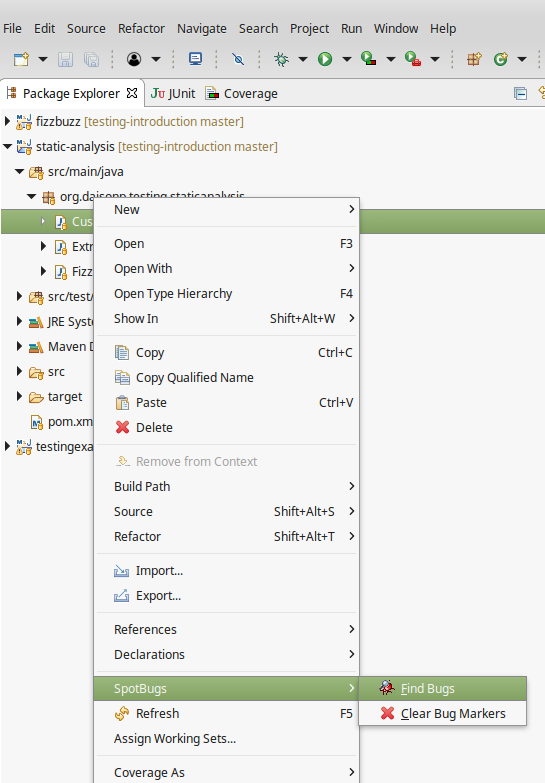 File Edit Source Refactor Navigate Search Project Run Window Help
Package Explorer JUnit Coverage
fizzbuzz [testing-introduction master]
static-analysis [testing-introduction master]
src/main/java
org.daisopp.testing.staticanalysis
Cus
Extr
Fizz
src/test/
JRE Syst
Maven D
src
target
pom.xm
testingexa
New
Open F3
Open With
Open Type Hierarchy F4
Show In Shift+Alt+W
Copy Ctrl+C
Copy Qualified Name
Paste Ctrl+V
Delete
Remove from Context
Build Path
Source Shift+Alt+S
Refactor Shift+Alt+T
Import...
Export...
References
Declarations
SpotBugs
Find Bugs
Refresh F5
Clear Bug Markers
Assign Working Sets...
Coverage As